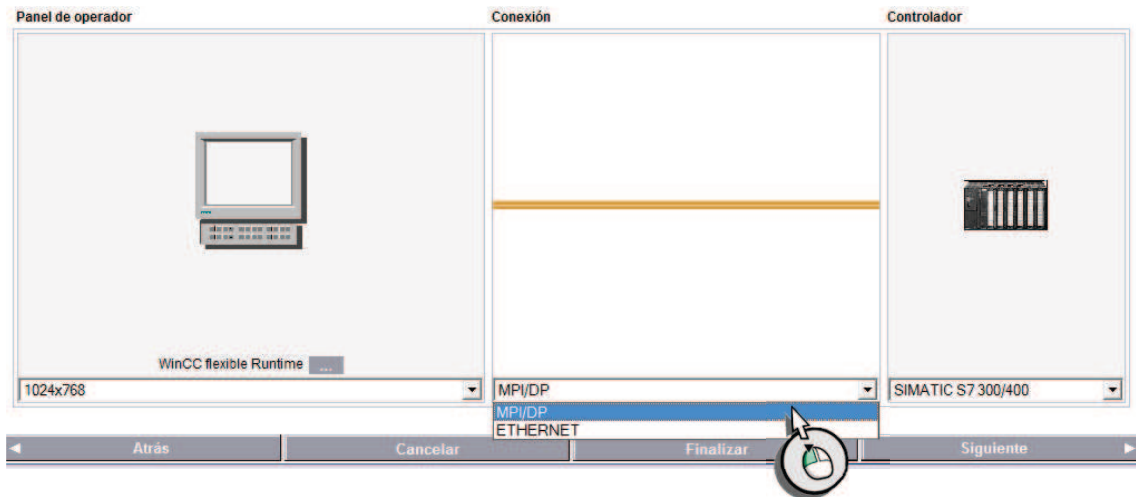 Panel de operador
Conexión
Controlador
WinCC flexible Runtime ...
1024x768
MPI/DP
SIMATIC S7 300/400
MPI/DP
ETHERNET
Atrás
Cancelar
Finalizar
Siguiente